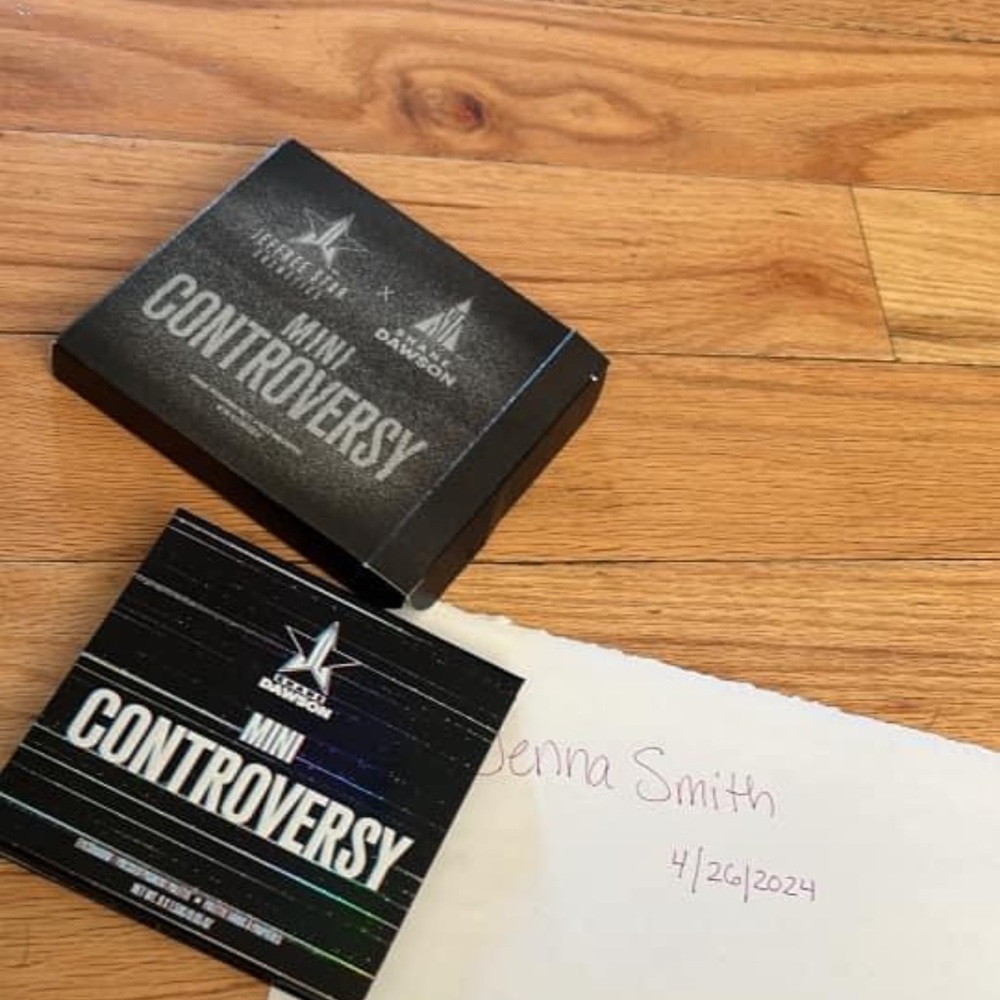 JEFFREE STAR
COSMETICS
X
SHANE
DAWSON
MINI
CONTROVERSY
SHANE
DAWSON
MINI
CONTROVERSY
Jenna Smith
4/26/2024